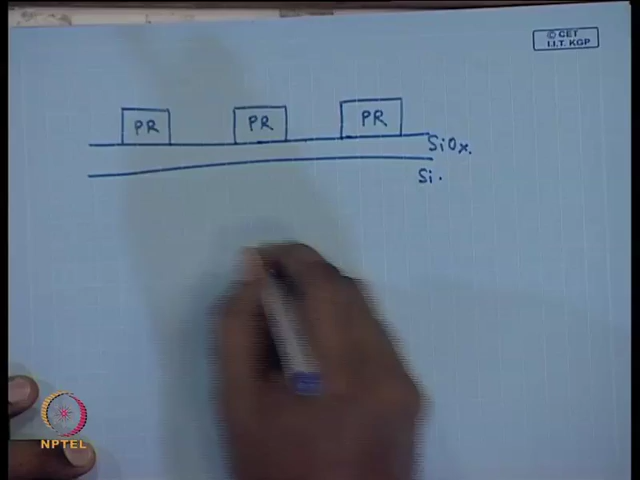 © CET
I.I.T. KGP
PR PR PR
SiOx.
Si.
NPTEL